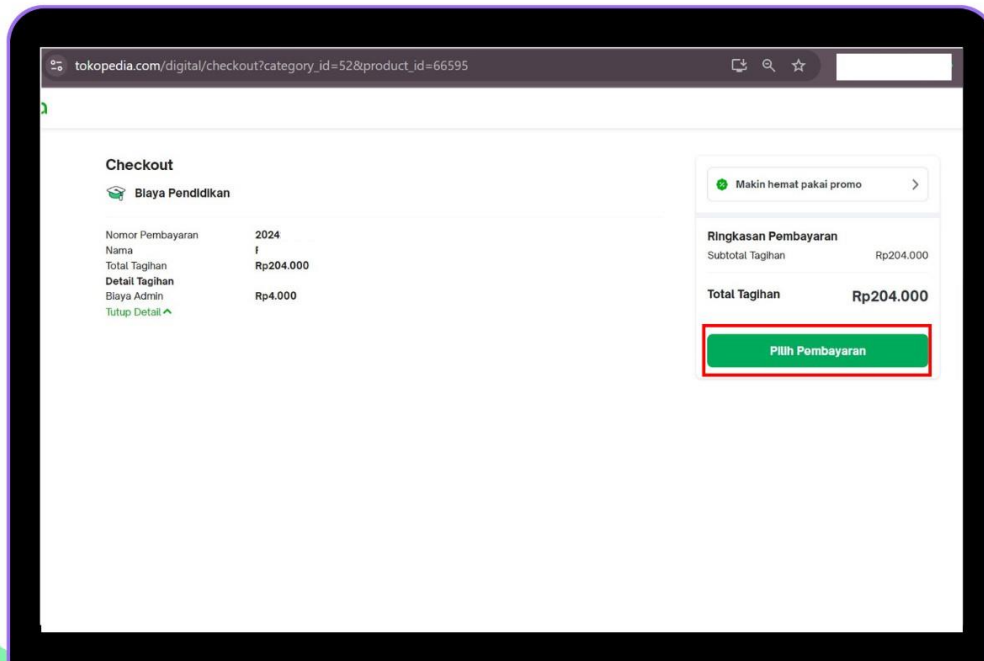 tokopedia.com/digital/checkout?category_id=52&product_id=66595
a
Checkout
Biaya Pendidikan
Nomor Pembayaran 2024
Nama F
Total Tagihan Rp204.000
Detail Tagihan
Biaya Admin Rp4.000
Tutup Detail
Makin hemat pakai promo
Ringkasan Pembayaran
Subtotal Tagihan Rp204.000
Total Tagihan Rp204.000
Pilih Pembayaran